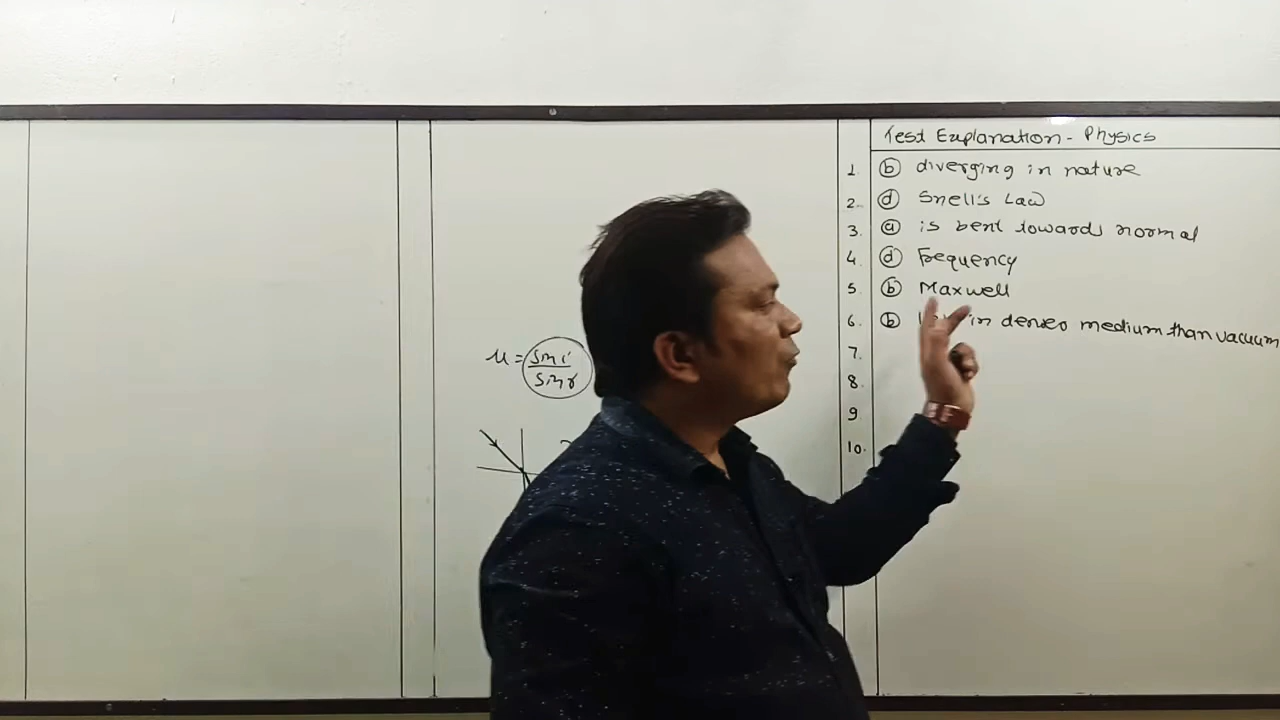 Test Explanation - Physics
1. (b) diverging in nature
2. (d) Snell's Law
3. (a) is bent towards normal
4. (d) Frequency
5. (b) Maxwell
6. (b) in denser medium than vacuum
7.
8.
9
10.
μ = sin i
sin r